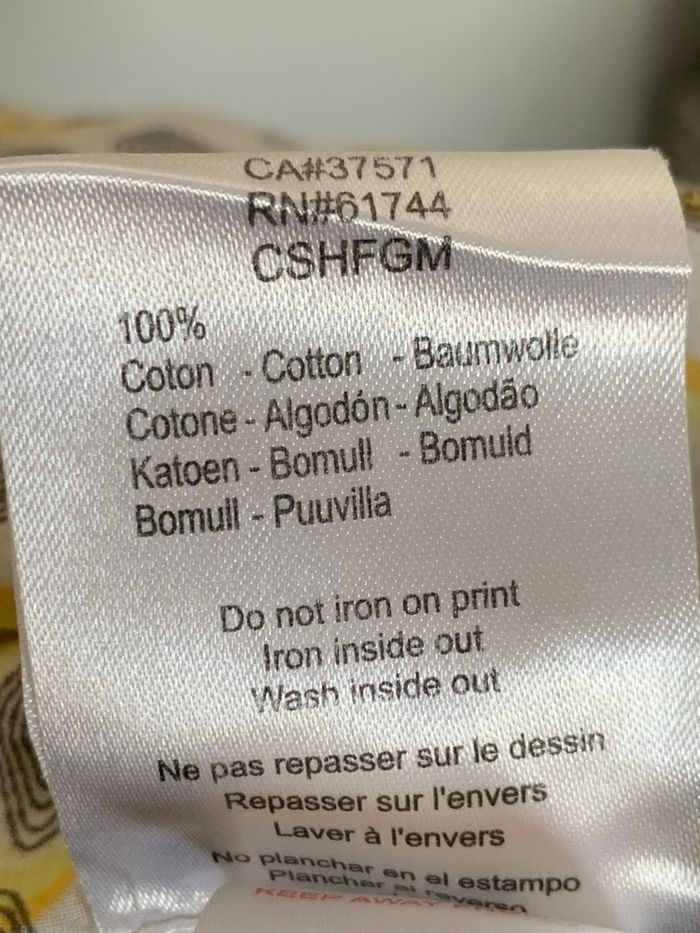 CA#37571
RN#61744
CSHFGM
100%
Coton - Cotton - Baumwolle
Cotone - Algodón - Algodão
Katoen - Bomull - Bomuld
Bomull - Puuvilla
Do not iron on print
Iron inside out
Wash inside out
Ne pas repasser sur le dessin
Repasser sur l'envers
Laver à l'envers
No planchar en el estampo
Planchar al reverso
KEEP AWAY